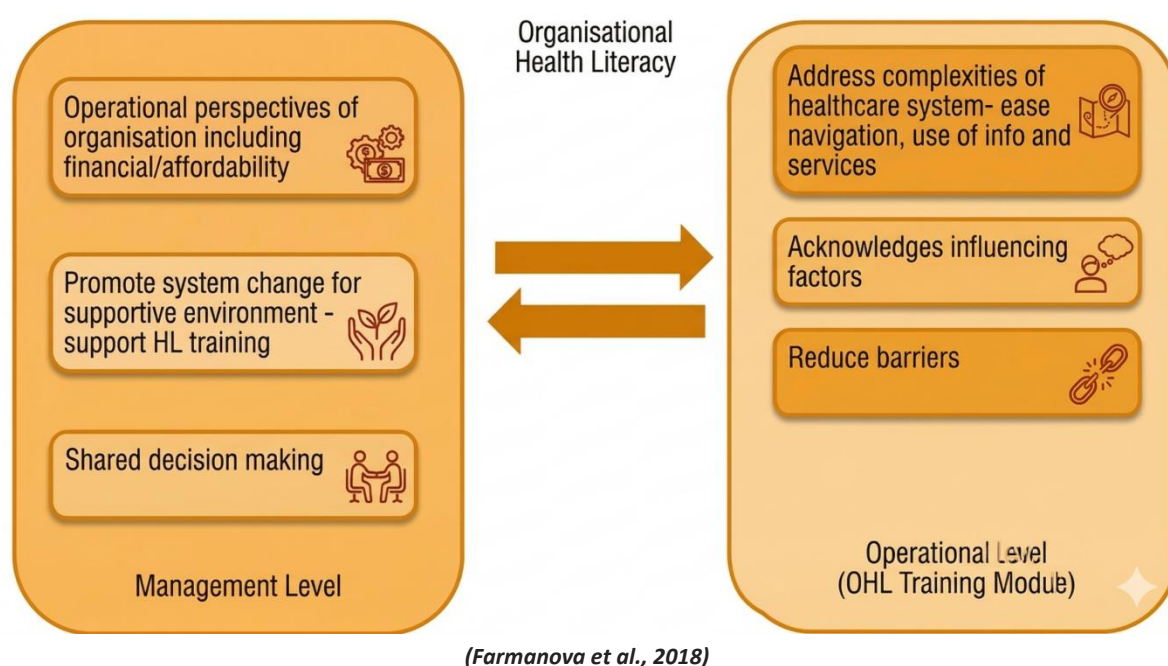 Organisational
Health Literacy
Operational perspectives of
organisation including
financial/affordability
Promote system change for
supportive environment -
support HL training
Shared decision making
Management Level
Address complexities of
healthcare system- ease
navigation, use of info and
services
Acknowledges influencing
factors
Reduce barriers
Operational Level
(OHL Training Module)
(Farmanova et al., 2018)